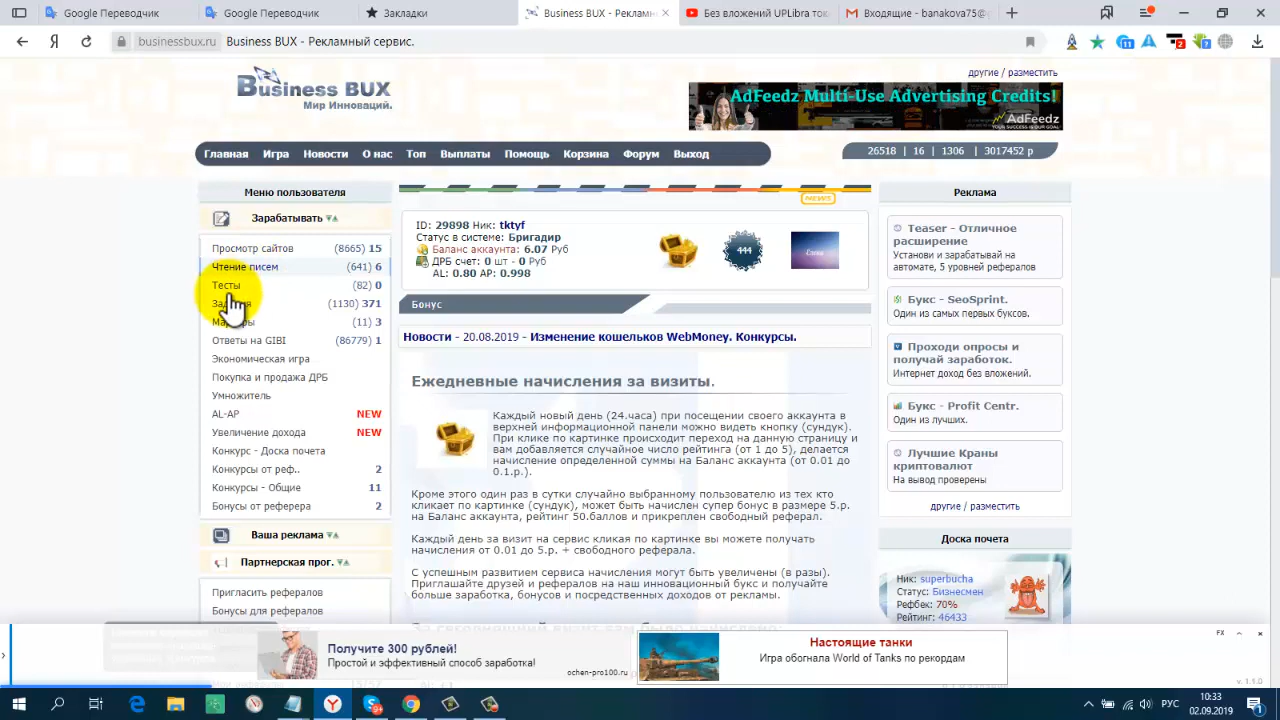 Google Переводчик
Google Переводчик
Закладки
Business BUX - Рекламн
Без вложений UPLibra тов
Входящие - banakova75@
businessbux.ru
Business BUX - Рекламный сервис.
11
2
?
другие / разместить
Business BUX
Мир Инноваций.
AdFeedz Multi-Use Advertising Credits!
AdFeedz
Главная Игра Новости О нас Топ Выплаты Помощь Корзина Форум Выход
26518 | 16 | 1306 | 3017452 р
Меню пользователя
Зарабатывать
Просмотр сайтов (8665) 15
Чтение писем (641) 6
Тесты (82) 0
(1130) 371
(11) 3
Ответы на GIBI (86779) 1
Экономическая игра
Покупка и продажа ДРБ
Умножитель
AL-AP NEW
Увеличение дохода NEW
Конкурс - Доска почета
Конкурсы от реф.. 2
Конкурсы - Общие 11
Бонусы от реферера 2
Ваша реклама
Партнерская прог.
Пригласить рефералов
Бонусы для рефералов
NEWS
ID: 29898 Ник: tktyf
Статус в системе: Бригадир
Баланс аккаунта: 6.07 Руб
ДРБ счет: 0 шт - 0 Руб
AL: 0.80 AP: 0.998
444
Бонус
Новости - 20.08.2019 - Изменение кошельков WebMoney. Конкурсы.
Ежедневные начисления за визиты.
Каждый новый день (24.часа) при посещении своего аккаунта в
верхней информационной панели можно видеть кнопку (сундук).
При клике по картинке происходит переход на данную страницу и
вам добавляется случайное число рейтинга (от 1 до 5), делается
начисление определенной суммы на Баланс аккаунта (от 0.01 до
0.1.р.).
Кроме этого один раз в сутки случайно выбранному пользователю из тех кто
кликает по картинке (сундук), может быть начислен супер бонус в размере 5.р.
на Баланс аккаунта, рейтинг 50.баллов и прикреплен свободный реферал.
Каждый день за визит на сервис кликая по картинке вы можете получать
начисления от 0.01 до 5.р. + свободного реферала.
С успешным развитием сервиса начисления могут быть увеличены (в разы).
Приглашайте друзей и рефералов на наш инновационный букс и получайте
больше заработка, бонусов и посредственных доходов от рекламы.
Реклама
Teaser - Отличное
расширение
Установи и зарабатывай на
автомате, 5 уровней рефералов
Букс - SeoSprint.
Один из самых первых буксов.
Проходи опросы и
получай заработок.
Интернет доход без вложений.
Букс - Profit Centr.
Один из лучших.
Лучшие Краны
криптовалют
На вывод проверены
другие / разместить
Доска почета
Ник: superbucha
Статус: Бизнесмен
Рефбек: 70%
Рейтинг: 46433
Получите 300 рублей!
Простой и эффективный способ заработка!
ochen-pro100.ru
Настоящие танки
Игра обогнала World of Tanks по рекордам
FX
v. 1.1.0
РУС
10:33
02.09.2019